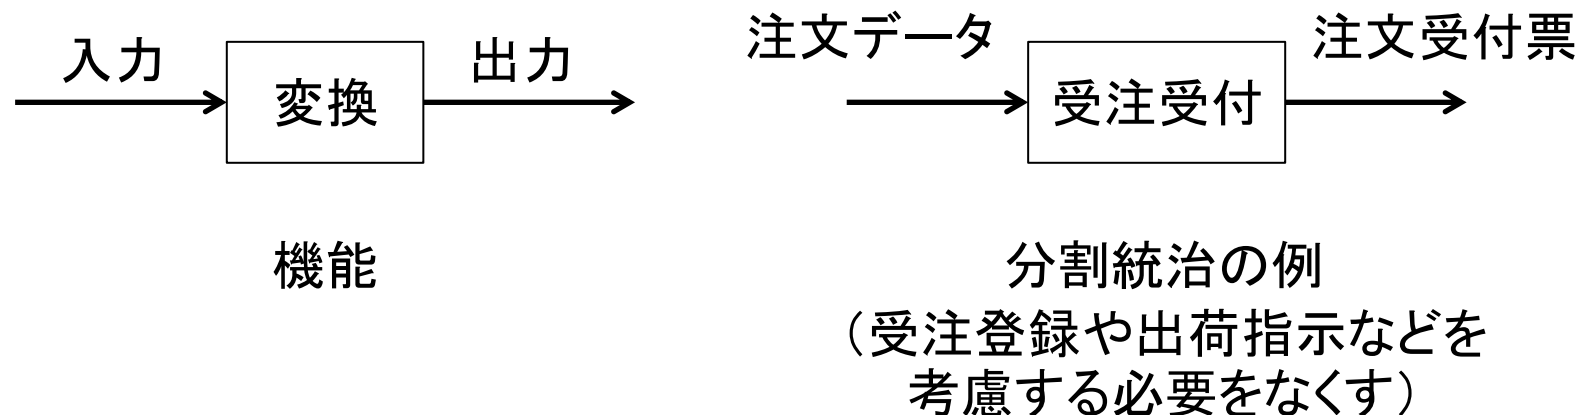 入力
変換
出力
機能
注文データ
受注受付
注文受付票
分割統治の例
（受注登録や出荷指示などを
考慮する必要をなくす）